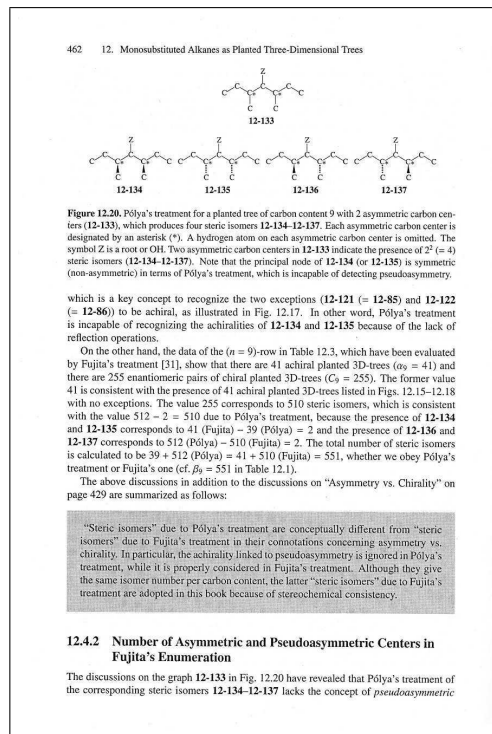 462 12. Monosubstituted Alkanes as Planted Three-Dimensional Trees
Z
C C C* C C* C C
C C
12-133
Z Z Z Z
C C C* C C* C C C C C* C C* C C C C C* C C* C C C C C* C C* C C
C C C C C C C C
12-134 12-135 12-136 12-137
Figure 12.20. Pólya's treatment for a planted tree of carbon content 9 with 2 asymmetric carbon cen-
ters (12-133), which produces four steric isomers 12-134–12-137. Each asymmetric carbon center is
designated by an asterisk (*). A hydrogen atom on each asymmetric carbon center is omitted. The
symbol Z is a root or OH. Two asymmetric carbon centers in 12-133 indicate the presence of 2² (= 4)
steric isomers (12-134–12-137). Note that the principal node of 12-134 (or 12-135) is symmetric
(non-asymmetric) in terms of Pólya's treatment, which is incapable of detecting pseudoasymmetry.
which is a key concept to recognize the two exceptions (12-121 (= 12-85) and 12-122
(= 12-86)) to be achiral, as illustrated in Fig. 12.17. In other word, Pólya's treatment
is incapable of recognizing the achiralities of 12-134 and 12-135 because of the lack of
reflection operations.
On the other hand, the data of the (n = 9)-row in Table 12.3, which have been evaluated
by Fujita's treatment [31], show that there are 41 achiral planted 3D-trees (α₉ = 41) and
there are 255 enantiomeric pairs of chiral planted 3D-trees (C₉ = 255). The former value
41 is consistent with the presence of 41 achiral planted 3D-trees listed in Figs. 12.15–12.18
with no exceptions. The value 255 corresponds to 510 steric isomers, which is consistent
with the value 512 − 2 = 510 due to Pólya's treatment, because the presence of 12-134
and 12-135 corresponds to 41 (Fujita) − 39 (Pólya) = 2 and the presence of 12-136 and
12-137 corresponds to 512 (Pólya) − 510 (Fujita) = 2. The total number of steric isomers
is calculated to be 39 + 512 (Pólya) = 41 + 510 (Fujita) = 551, whether we obey Pólya's
treatment or Fujita's one (cf. β₉ = 551 in Table 12.1).
The above discussions in addition to the discussions on "Asymmetry vs. Chirality" on
page 429 are summarized as follows:
"Steric isomers" due to Pólya's treatment are conceptually different from "steric
isomers" due to Fujita's treatment in their connotations concerning asymmetry vs.
chirality. In particular, the achirality linked to pseudoasymmetry is ignored in Pólya's
treatment, while it is properly considered in Fujita's treatment. Although they give
the same isomer number per carbon content, the latter "steric isomers" due to Fujita's
treatment are adopted in this book because of stereochemical consistency.
12.4.2 Number of Asymmetric and Pseudoasymmetric Centers in
Fujita's Enumeration
The discussions on the graph 12-133 in Fig. 12.20 have revealed that Pólya's treatment of
the corresponding steric isomers 12-134–12-137 lacks the concept of pseudoasymmetric